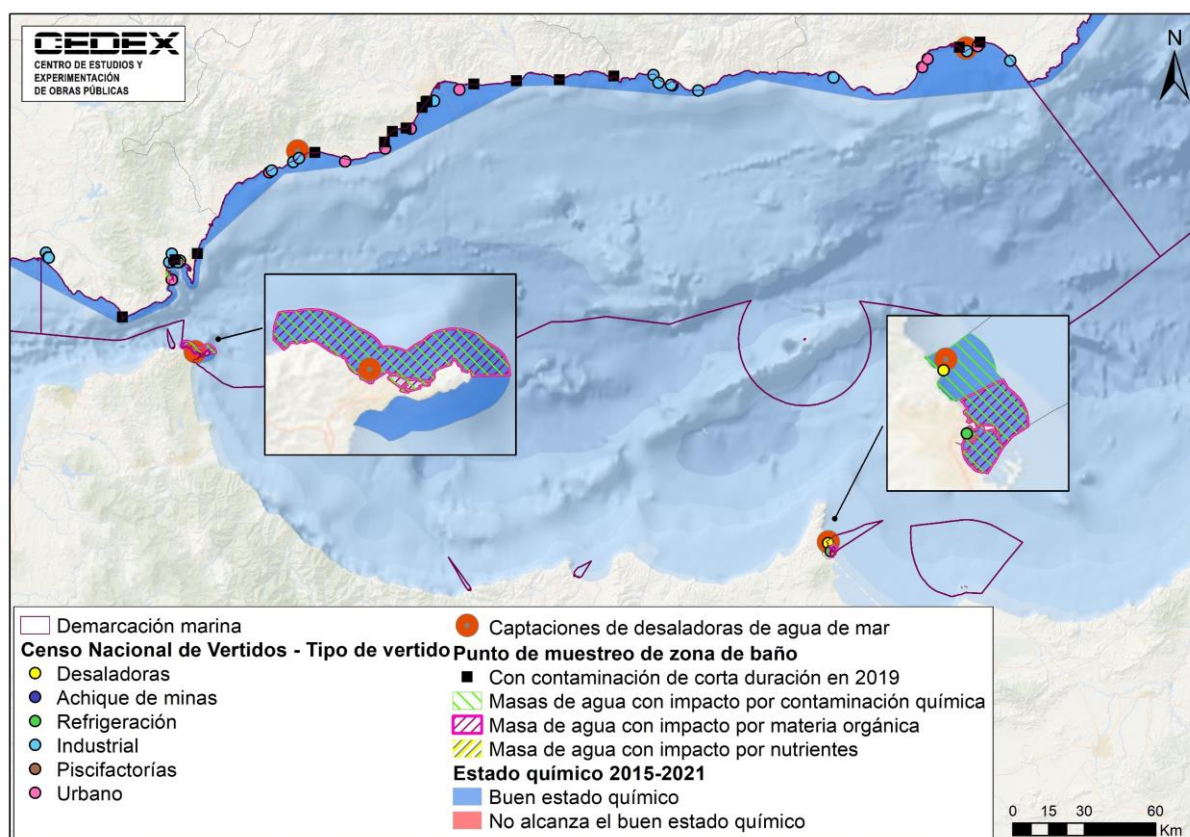 CEDEX
CENTRO DE ESTUDIOS Y
EXPERIMENTACIÓN
DE OBRAS PÚBLICAS
N
Demarcación marina
Censo Nacional de Vertidos - Tipo de vertido
Desaladoras
Achique de minas
Refrigeración
Industrial
Piscifactorías
Urbano
Captaciones de desaladoras de agua de mar
Punto de muestreo de zona de baño
Con contaminación de corta duración en 2019
Masas de agua con impacto por contaminación química
Masa de agua con impacto por materia orgánica
Masa de agua con impacto por nutrientes
Estado químico 2015-2021
Buen estado químico
No alcanza el buen estado químico
0 15 30 60
Km